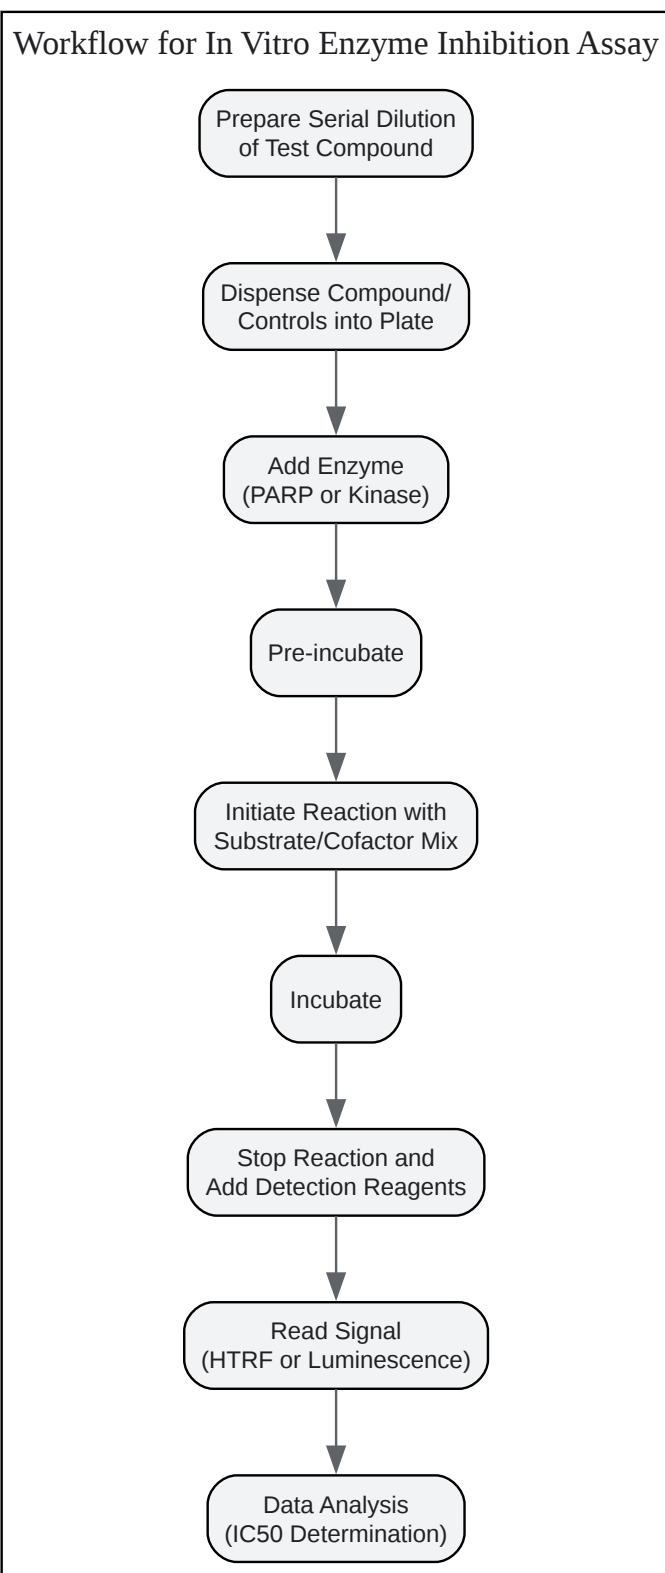 Workflow for In Vitro Enzyme Inhibition Assay
Prepare Serial Dilution
of Test Compound
Dispense Compound/
Controls into Plate
Add Enzyme
(PARP or Kinase)
Pre-incubate
Initiate Reaction with
Substrate/Cofactor Mix
Incubate
Stop Reaction and
Add Detection Reagents
Read Signal
(HTRF or Luminescence)
Data Analysis
(IC50 Determination)